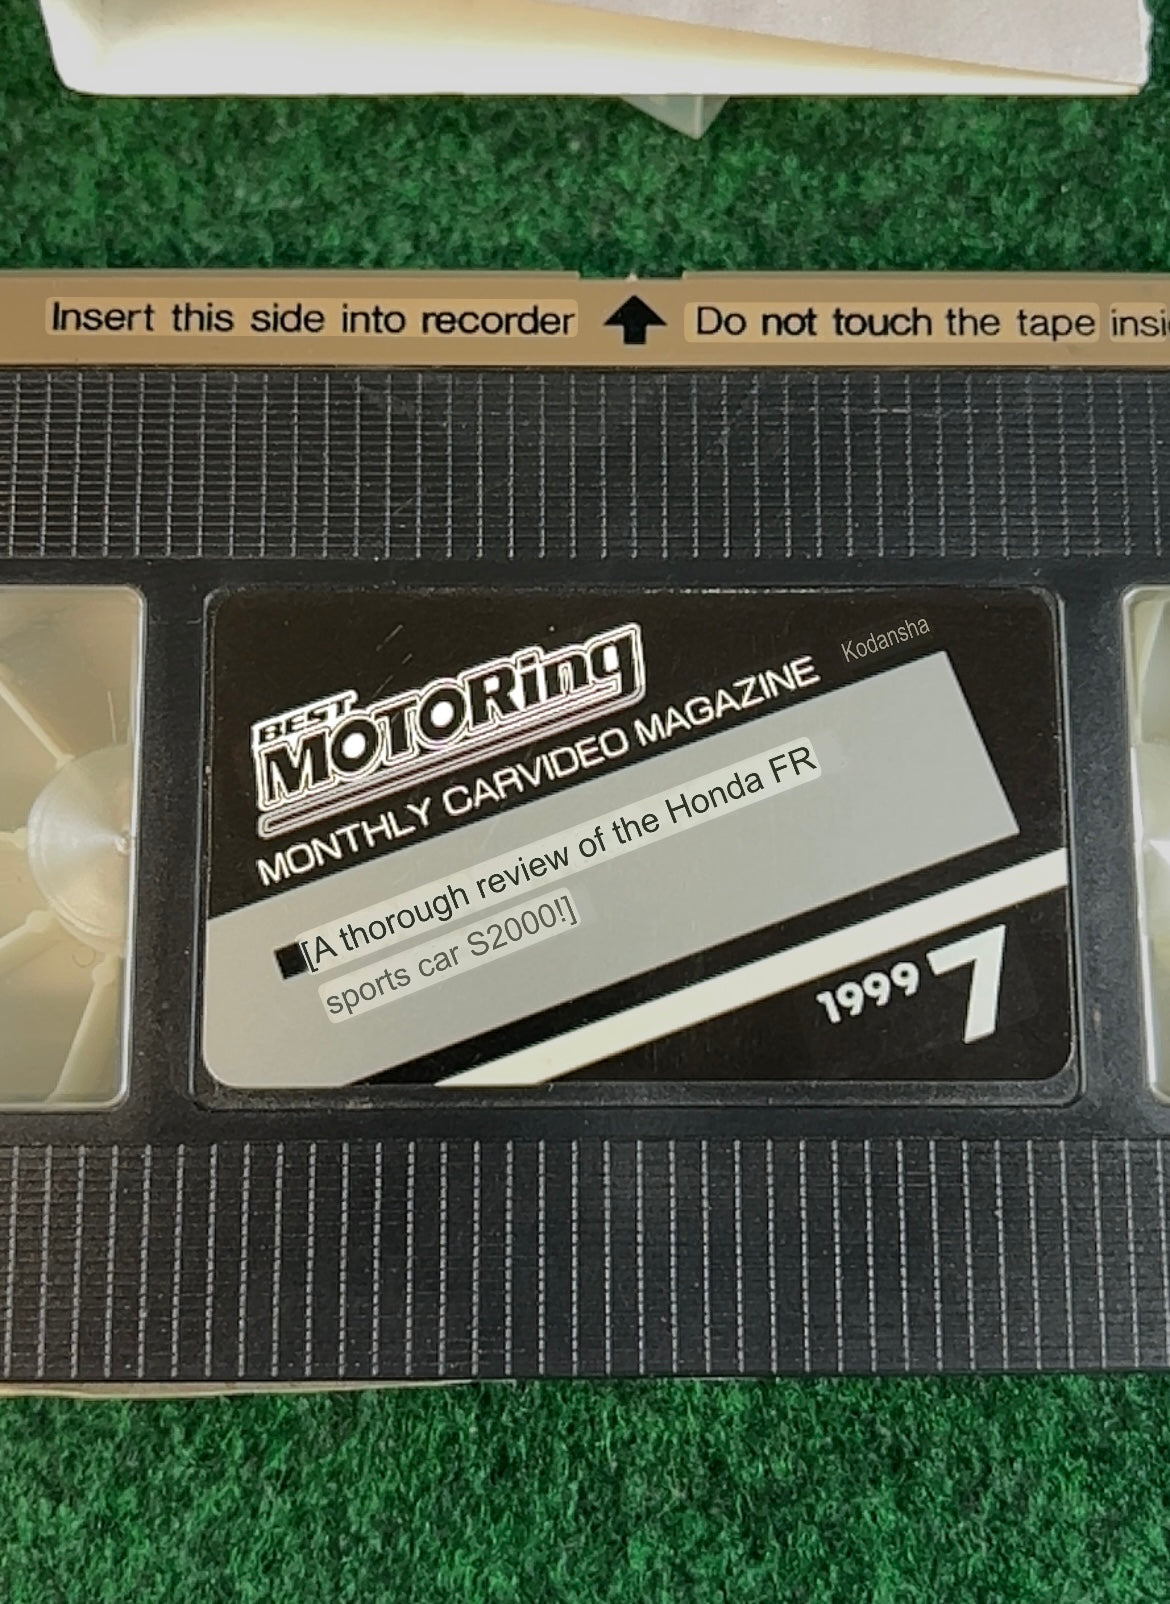 Insert this side into recorder Do not touch the tape
BEST
MOTORing
MONTHLY CARVIDEO MAGAZINE Kodansha
■[A thorough review of the Honda FR
sports car S2000!]
1999 7